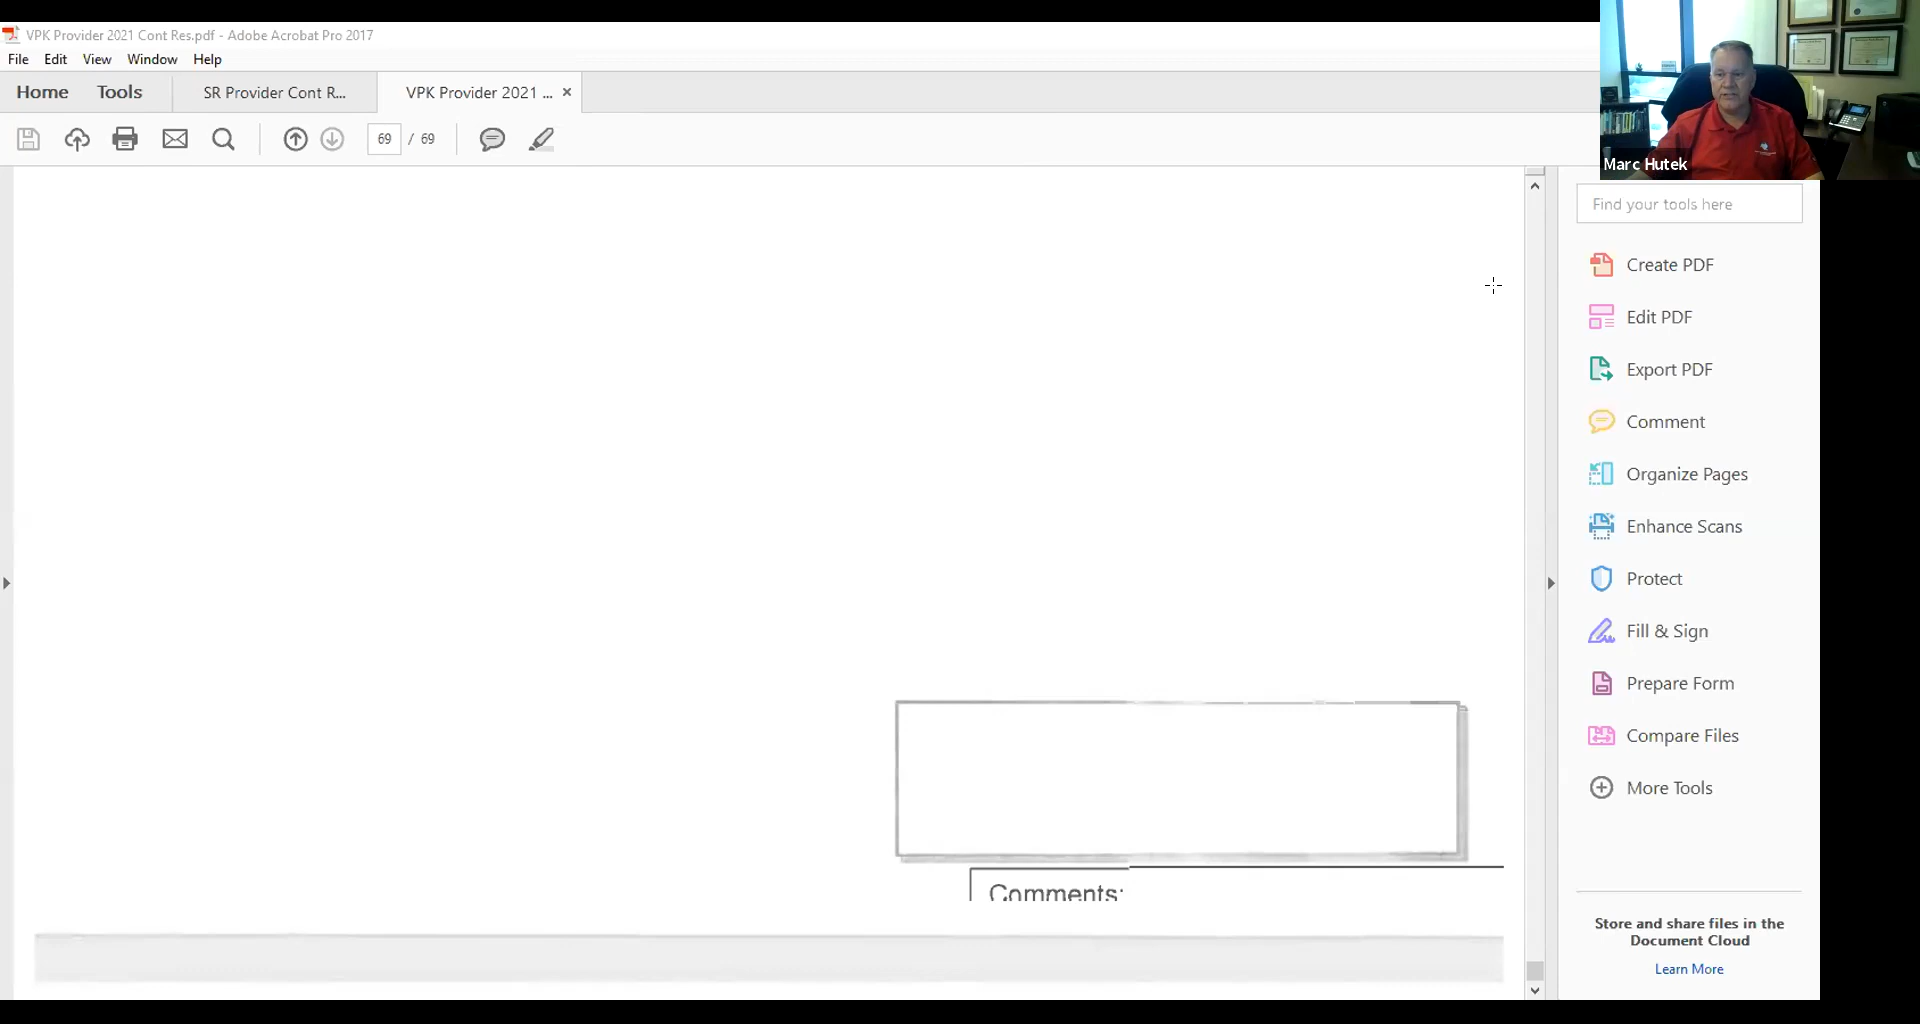 VPK Provider 2021 Cont Res.pdf - Adobe Acrobat Pro 2017
File Edit View Window Help
Home Tools SR Provider Cont R... VPK Provider 2021 ... ×
69 / 69
Marc Hutek
Find your tools here
Create PDF
Edit PDF
Export PDF
Comment
Organize Pages
Enhance Scans
Protect
Fill & Sign
Prepare Form
Compare Files
More Tools
Comments:
Store and share files in the
Document Cloud
Learn More